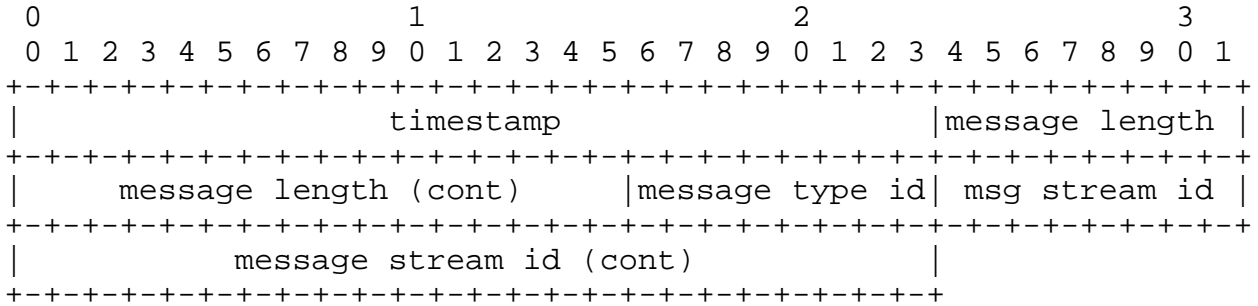 0                   1                   2                   3
 0 1 2 3 4 5 6 7 8 9 0 1 2 3 4 5 6 7 8 9 0 1 2 3 4 5 6 7 8 9 0 1
+-+-+-+-+-+-+-+-+-+-+-+-+-+-+-+-+-+-+-+-+-+-+-+-+-+-+-+-+-+-+-+-+
|                   timestamp                   |message length |
+-+-+-+-+-+-+-+-+-+-+-+-+-+-+-+-+-+-+-+-+-+-+-+-+-+-+-+-+-+-+-+-+
|     message length (cont)     |message type id| msg stream id |
+-+-+-+-+-+-+-+-+-+-+-+-+-+-+-+-+-+-+-+-+-+-+-+-+-+-+-+-+-+-+-+-+
|           message stream id (cont)            |
+-+-+-+-+-+-+-+-+-+-+-+-+-+-+-+-+-+-+-+-+-+-+-+-+